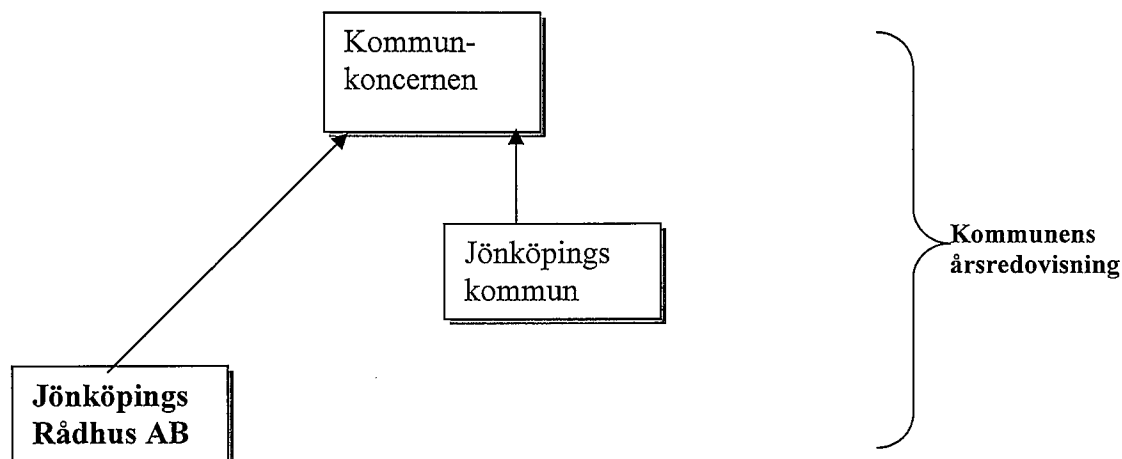 Kommun-
koncernen
Jönköpings
kommun
Kommunens
årsredovisning
Jönköpings
Rådhus AB